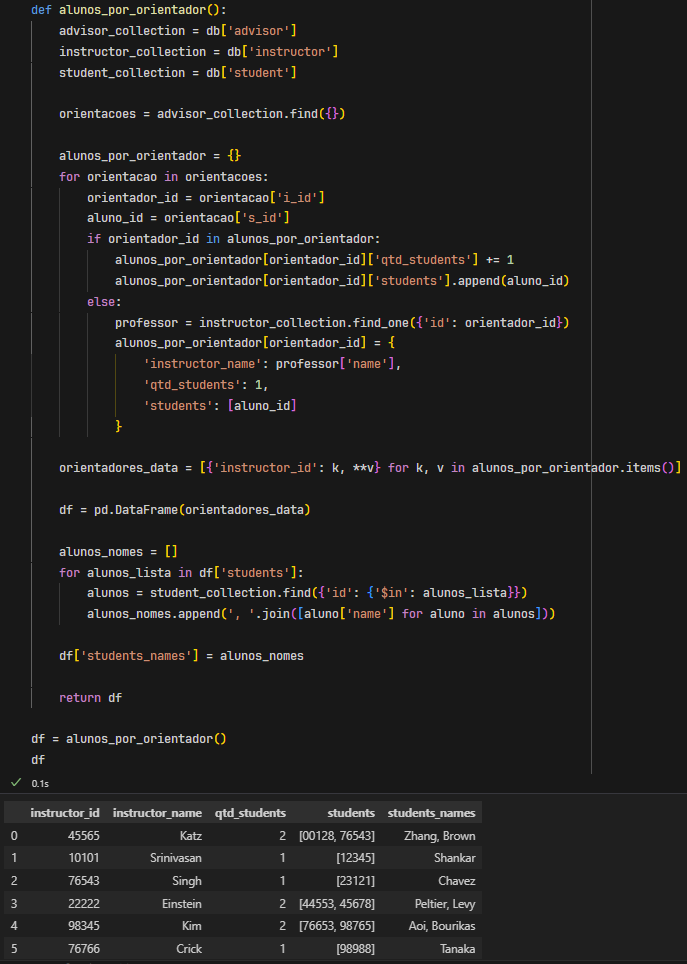 def alunos_por_orientador():
    advisor_collection = db['advisor']
    instructor_collection = db['instructor']
    student_collection = db['student']

    orientacoes = advisor_collection.find({})

    alunos_por_orientador = {}
    for orientacao in orientacoes:
        orientador_id = orientacao['i_id']
        aluno_id = orientacao['s_id']
        if orientador_id in alunos_por_orientador:
            alunos_por_orientador[orientador_id]['qtd_students'] += 1
            alunos_por_orientador[orientador_id]['students'].append(aluno_id)
        else:
            professor = instructor_collection.find_one({'id': orientador_id})
            alunos_por_orientador[orientador_id] = {
                'instructor_name': professor['name'],
                'qtd_students': 1,
                'students': [aluno_id]
            }

    orientadores_data = [{'instructor_id': k, **v} for k, v in alunos_por_orientador.items()]

    df = pd.DataFrame(orientadores_data)

    alunos_nomes = []
    for alunos_lista in df['students']:
        alunos = student_collection.find({'id': {'$in': alunos_lista}})
        alunos_nomes.append(', '.join([aluno['name'] for aluno in alunos]))

    df['students_names'] = alunos_nomes

    return df

df = alunos_por_orientador()
df
0.1s
instructor_id instructor_name qtd_students students students_names
0 45565 Katz 2 [00128, 76543] Zhang, Brown
1 10101 Srinivasan 1 [12345] Shankar
2 76543 Singh 1 [23121] Chavez
3 22222 Einstein 2 [44553, 45678] Peltier, Levy
4 98345 Kim 2 [76653, 98765] Aoi, Bourikas
5 76766 Crick 1 [98988] Tanaka